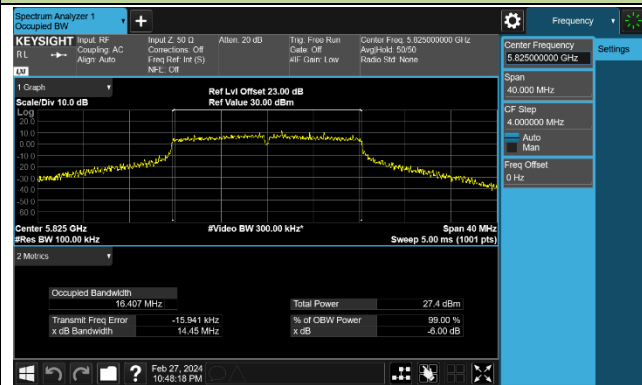 Spectrum Analyzer 1
Occupied BW
+
Frequency
KEYSIGHT
RL
LXI
Input: RF
Coupling: AC
Align: Auto
Input Z: 50 Ω
Corrections: Off
Freq Ref: Int (S)
NFE: Off
Atten: 20 dB
Trig: Free Run
Gate: Off
#IF Gain: Low
Center Freq: 5.825000000 GHz
Avg|Hold: 50/50
Radio Std: None
Center Frequency
5.825000000 GHz
Settings
Span
40.000 MHz
CF Step
4.000000 MHz
Auto
Man
Freq Offset
0 Hz
1 Graph
Scale/Div 10.0 dB
Ref Lvl Offset 23.00 dB
Ref Value 30.00 dBm
Log
20.0
10.0
0.00
-10.0
-20.0
-30.0
-40.0
-50.0
-60.0
Center 5.825 GHz
#Res BW 100.00 kHz
#Video BW 300.00 kHz*
Span 40 MHz
Sweep 5.00 ms (1001 pts)
2 Metrics
Occupied Bandwidth
16.407 MHz
Total Power 27.4 dBm
Transmit Freq Error -15.941 kHz
% of OBW Power 99.00 %
x dB Bandwidth 14.45 MHz
x dB -6.00 dB
?
Feb 27, 2024
10:48:18 PM